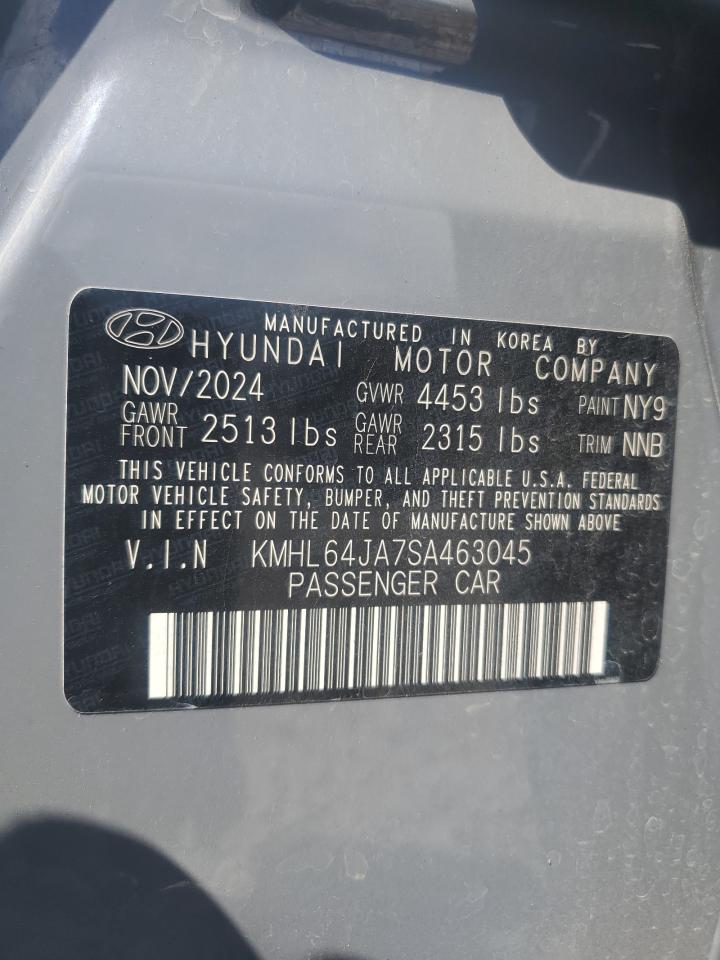 MANUFACTURED IN KOREA BY
HYUNDAI MOTOR COMPANY
NOV/2024 GVWR 4453 lbs PAINT NY9
GAWR FRONT 2513 lbs GAWR REAR 2315 lbs TRIM NNB
THIS VEHICLE CONFORMS TO ALL APPLICABLE U.S.A. FEDERAL
MOTOR VEHICLE SAFETY, BUMPER, AND THEFT PREVENTION STANDARDS
IN EFFECT ON THE DATE OF MANUFACTURE SHOWN ABOVE
V.I.N KMHL64JA7SA463045
PASSENGER CAR